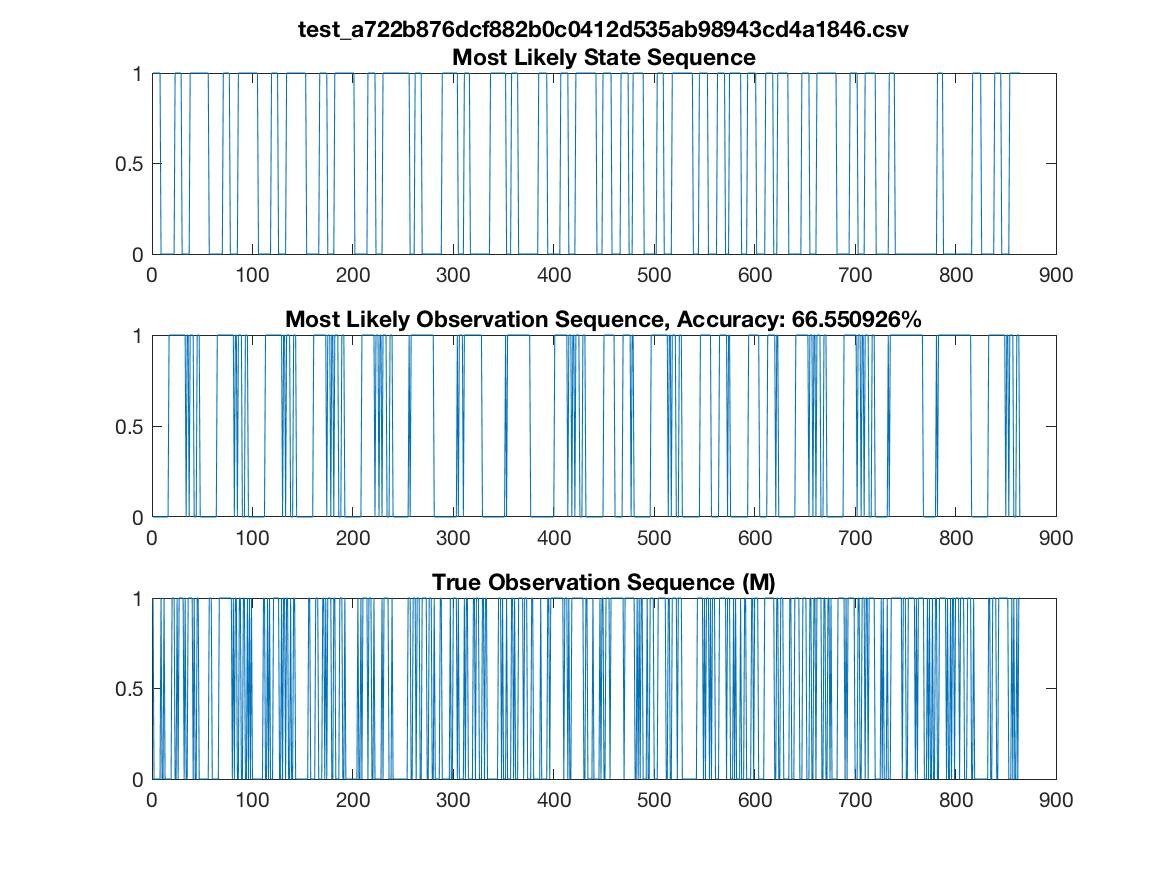 test_a722b876dcf882b0c0412d535ab98943cd4a1846.csv
Most Likely State Sequence
1
0.5
0
0 100 200 300 400 500 600 700 800 900
Most Likely Observation Sequence, Accuracy: 66.550926%
1
0.5
0
0 100 200 300 400 500 600 700 800 900
True Observation Sequence (M)
1
0.5
0
0 100 200 300 400 500 600 700 800 900